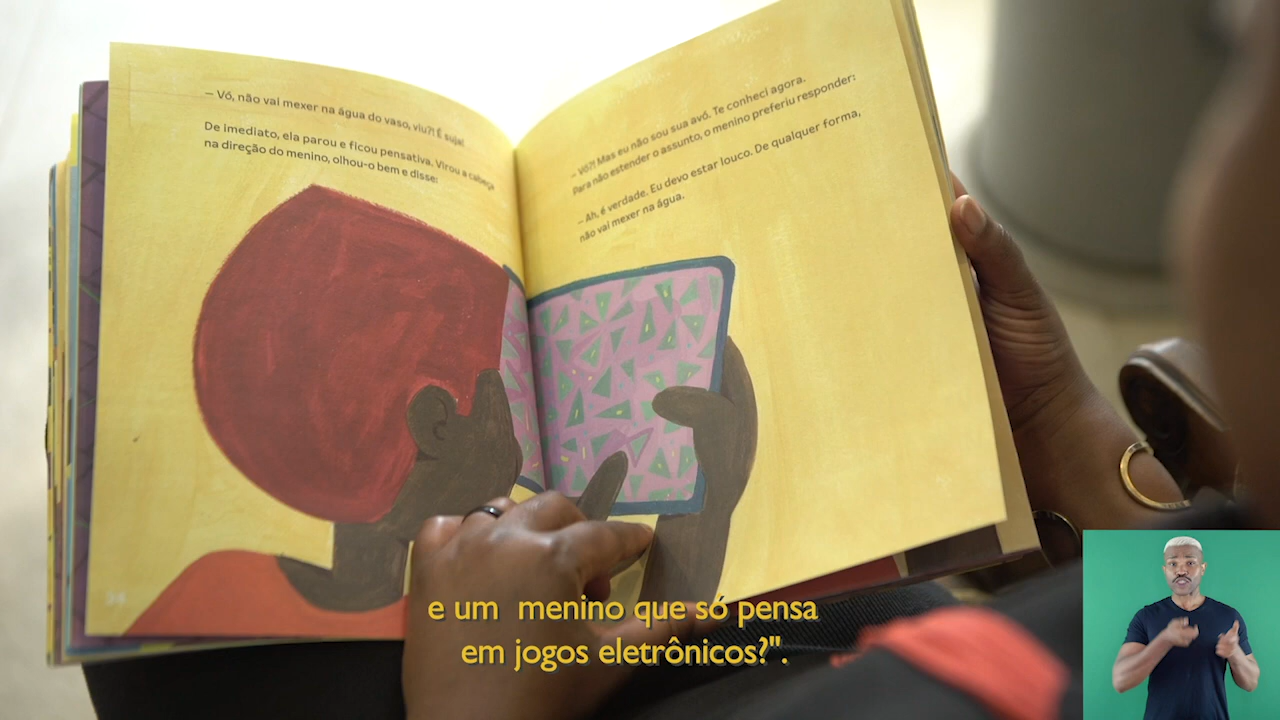 – Vó, não vai mexer na água do vaso, viu?! É suja!
De imediato, ela parou e ficou pensativa. Virou a cabeça
na direção do menino, olhou-o bem e disse:
– Vó?! Mas eu não sou sua avó. Te conheci agora.
Para não estender o assunto, o menino preferiu responder:
– Ah, é verdade. Eu devo estar louco. De qualquer forma,
não vai mexer na água.
e um menino que só pensa
em jogos eletrônicos?".